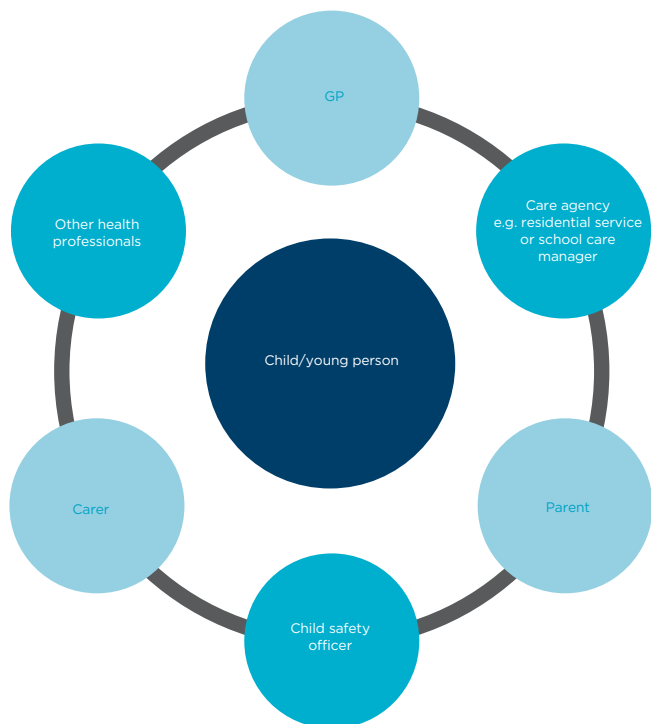 GP
Care agency
e.g. residential service
or school care
manager
Other health
professionals
Child/young person
Carer
Parent
Child safety
officer